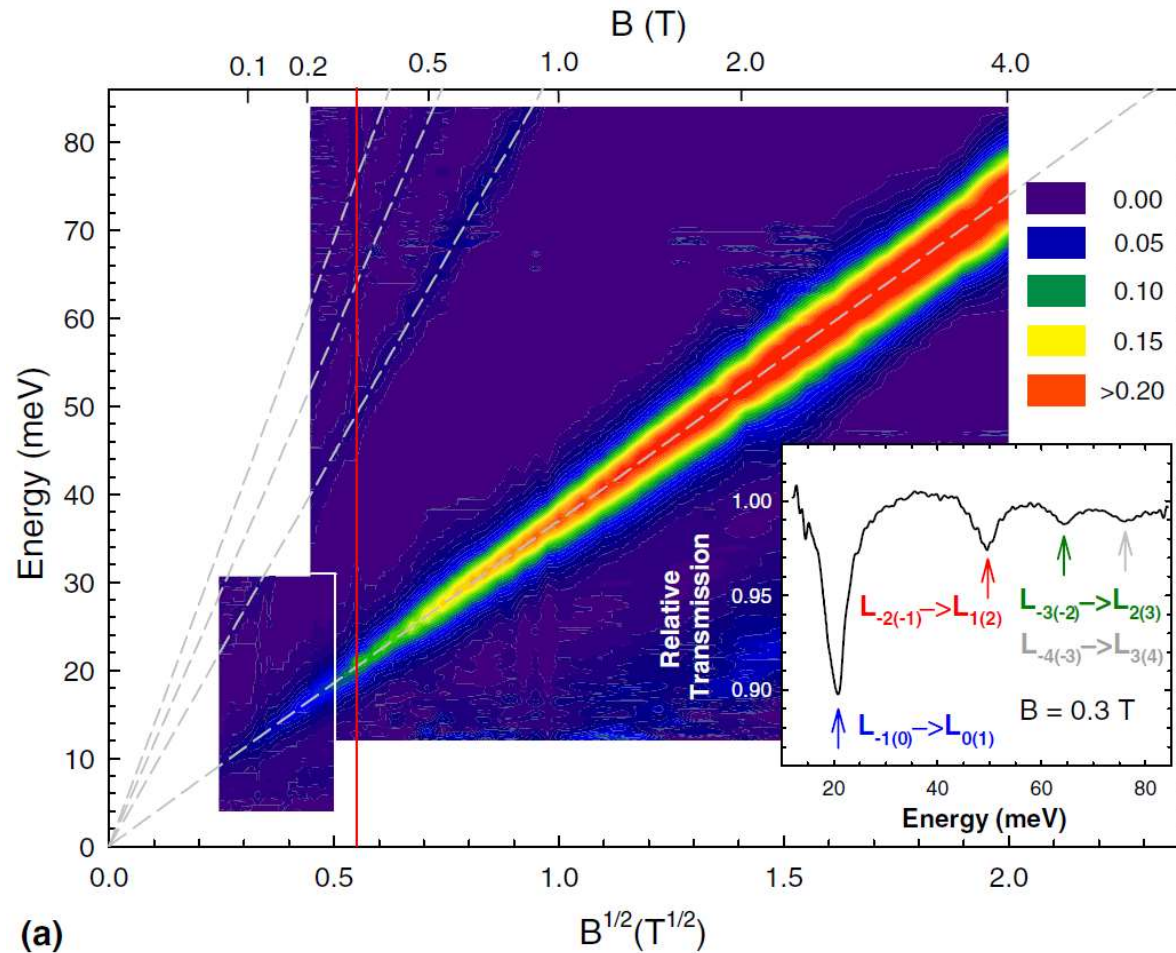 B (T)
0.1 0.2 0.5 1.0 2.0 4.0
80
70
60
50
40
30
20
10
0
Energy (meV)
0.00
0.05
0.10
0.15
>0.20
1.00
0.95
0.90
Relative
Transmission
L-2(-1)–>L1(2)
L-3(-2)–>L2(3)
L-4(-3)–>L3(4)
B = 0.3 T
L-1(0)–>L0(1)
20 40 60 80
Energy (meV)
0.0 0.5 1.0 1.5 2.0
(a)
B1/2(T1/2)